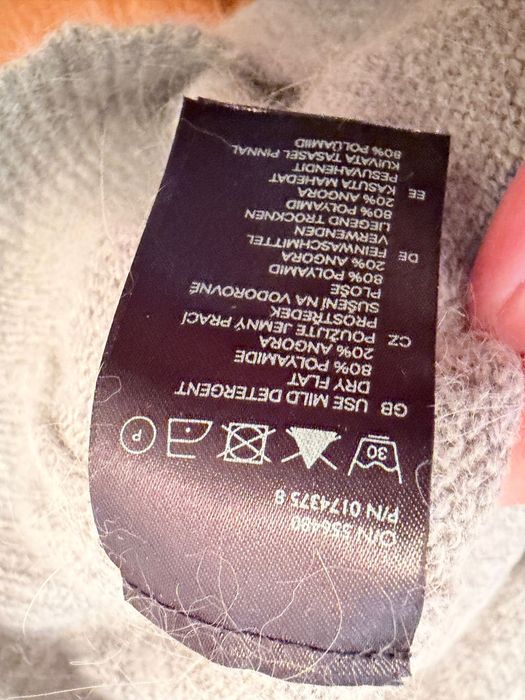 O/N 556490
P/N 0174375 8
30
P
GB USE MILD DETERGENT
DRY FLAT
80% POLYAMIDE
20% ANGORA
CZ POUŽIJTE JEMNÝ PRACÍ
PROSTŘEDEK
SUŠENÍ NA VODOROVNÉ
PLOŠE
80% POLYAMID
20% ANGORA
DE FEINWASCHMITTEL
VERWENDEN
LIEGEND TROCKNEN
80% POLYAMID
20% ANGORA
EE KASUTA MAHEDAT
PESUVAHENDIT
KUIVATA TASASEL PINNAL
80% POLÜAMIID